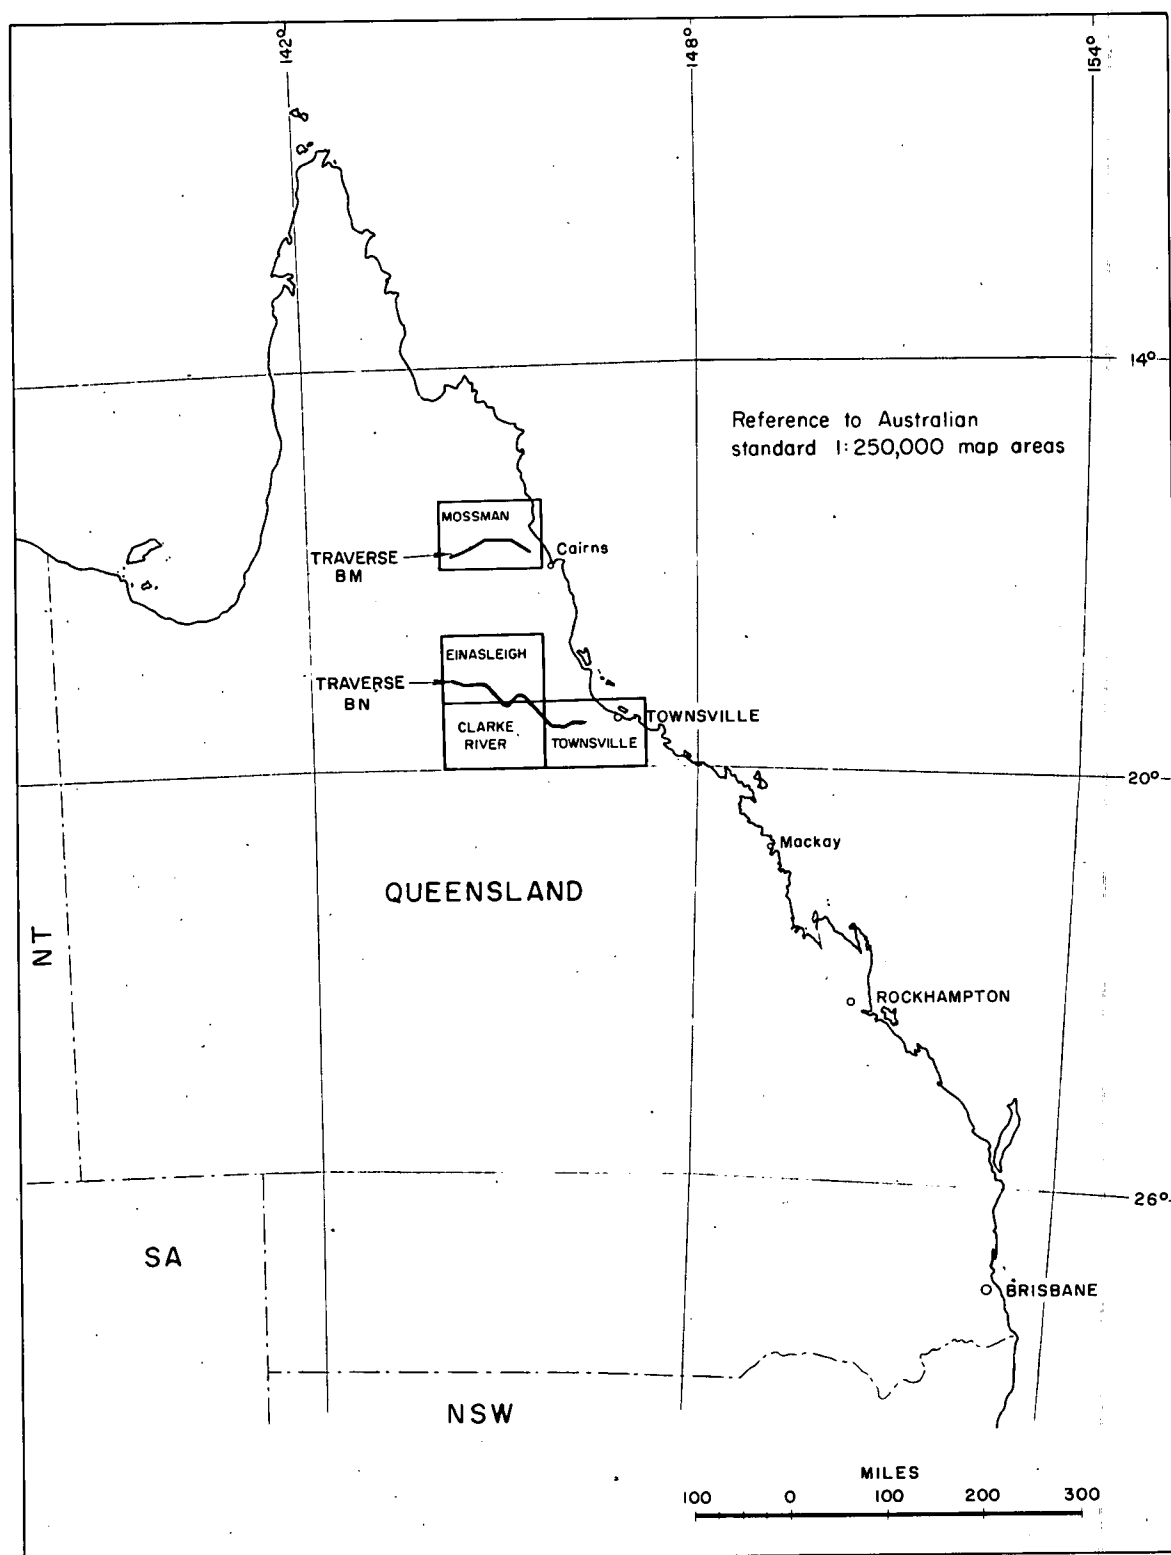 142°
148°
154°
14°
Reference to Australian
standard 1:250,000 map areas
MOSSMAN
Cairns
TRAVERSE
BM
EINASLEIGH
TRAVERSE
BN
TOWNSVILLE
CLARKE
RIVER
TOWNSVILLE
20°
Mackay
QUEENSLAND
NT
ROCKHAMPTON
26°
SA
BRISBANE
NSW
MILES
100 0 100 200 300